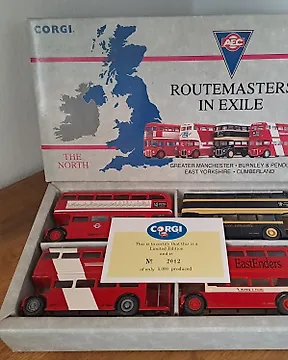 CORGI
AEC
ROUTEMASTERS
IN EXILE
THE
NORTH
GREATER MANCHESTER · BURNLEY & PENDL
EAST YORKSHIRE · CUMBERLAND
CORGI
This is to certify that this is a
Limited Edition
model
No 2012
of only 5,000 produced
EastEnders